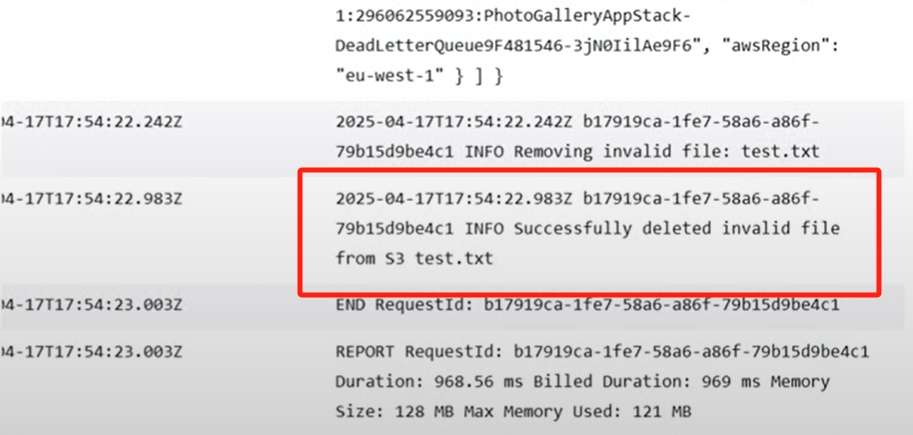 1:296062559093:PhotoGalleryAppStack-
DeadLetterQueue9F481546-3jN0IilAe9F6", "awsRegion":
"eu-west-1" } ] }
04-17T17:54:22.242Z 2025-04-17T17:54:22.242Z b17919ca-1fe7-58a6-a86f-
79b15d9be4c1 INFO Removing invalid file: test.txt
04-17T17:54:22.983Z 2025-04-17T17:54:22.983Z b17919ca-1fe7-58a6-a86f-
79b15d9be4c1 INFO Successfully deleted invalid file
from S3 test.txt
04-17T17:54:23.003Z END RequestId: b17919ca-1fe7-58a6-a86f-79b15d9be4c1
04-17T17:54:23.003Z REPORT RequestId: b17919ca-1fe7-58a6-a86f-79b15d9be4c1
Duration: 968.56 ms Billed Duration: 969 ms Memory
Size: 128 MB Max Memory Used: 121 MB